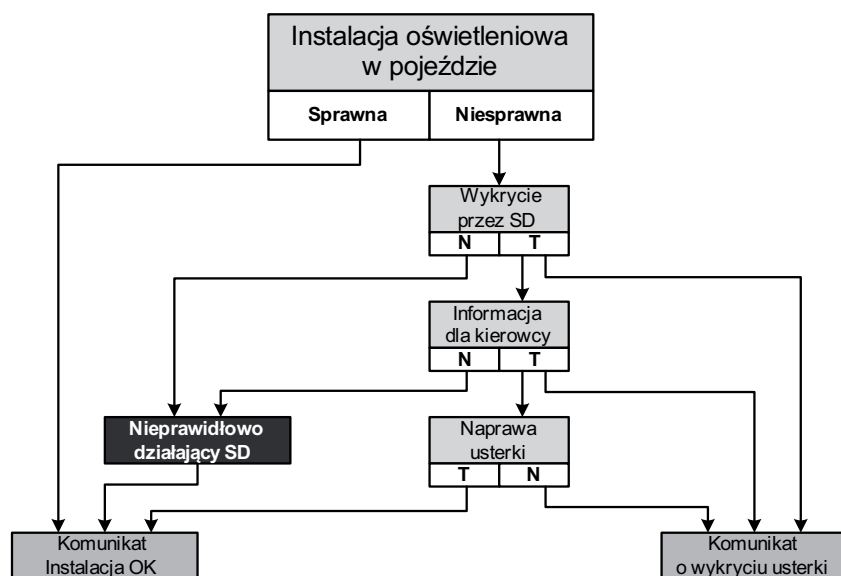 Instalacja oświetleniowa
w pojeździe
Sprawna Niesprawna
Wykrycie
przez SD
N T
Informacja
dla kierowcy
N T
Nieprawidłowo
działający SD
Naprawa
usterki
T N
Komunikat
Instalacja OK
Komunikat
o wykryciu usterki